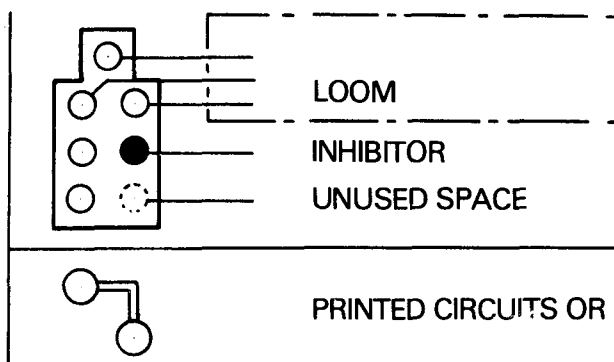 LOOM
INHIBITOR
UNUSED SPACE
PRINTED CIRCUITS OR